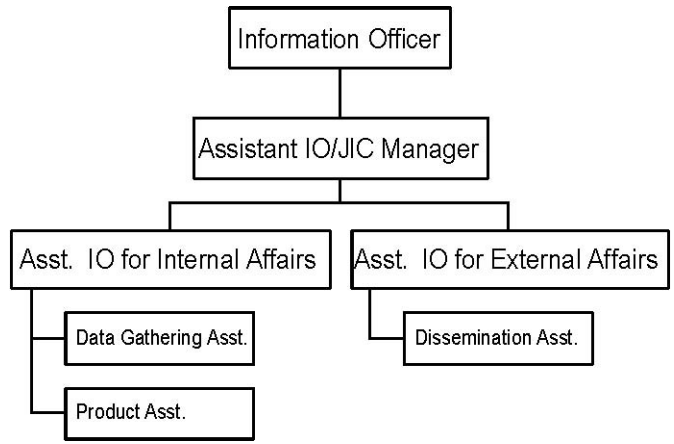 Information Officer
Assistant IO/JIC Manager
Asst. IO for Internal Affairs
Asst. IO for External Affairs
Data Gathering Asst.
Dissemination Asst.
Product Asst.